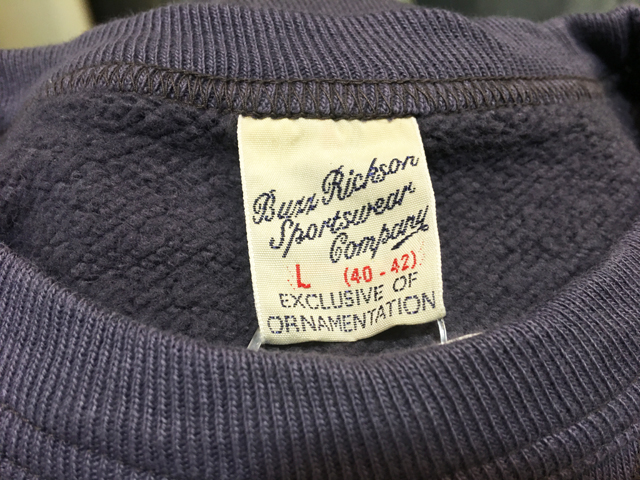 Buzz Rickson
Sportswear
Company
L (40-42)
EXCLUSIVE OF
ORNAMENTATION